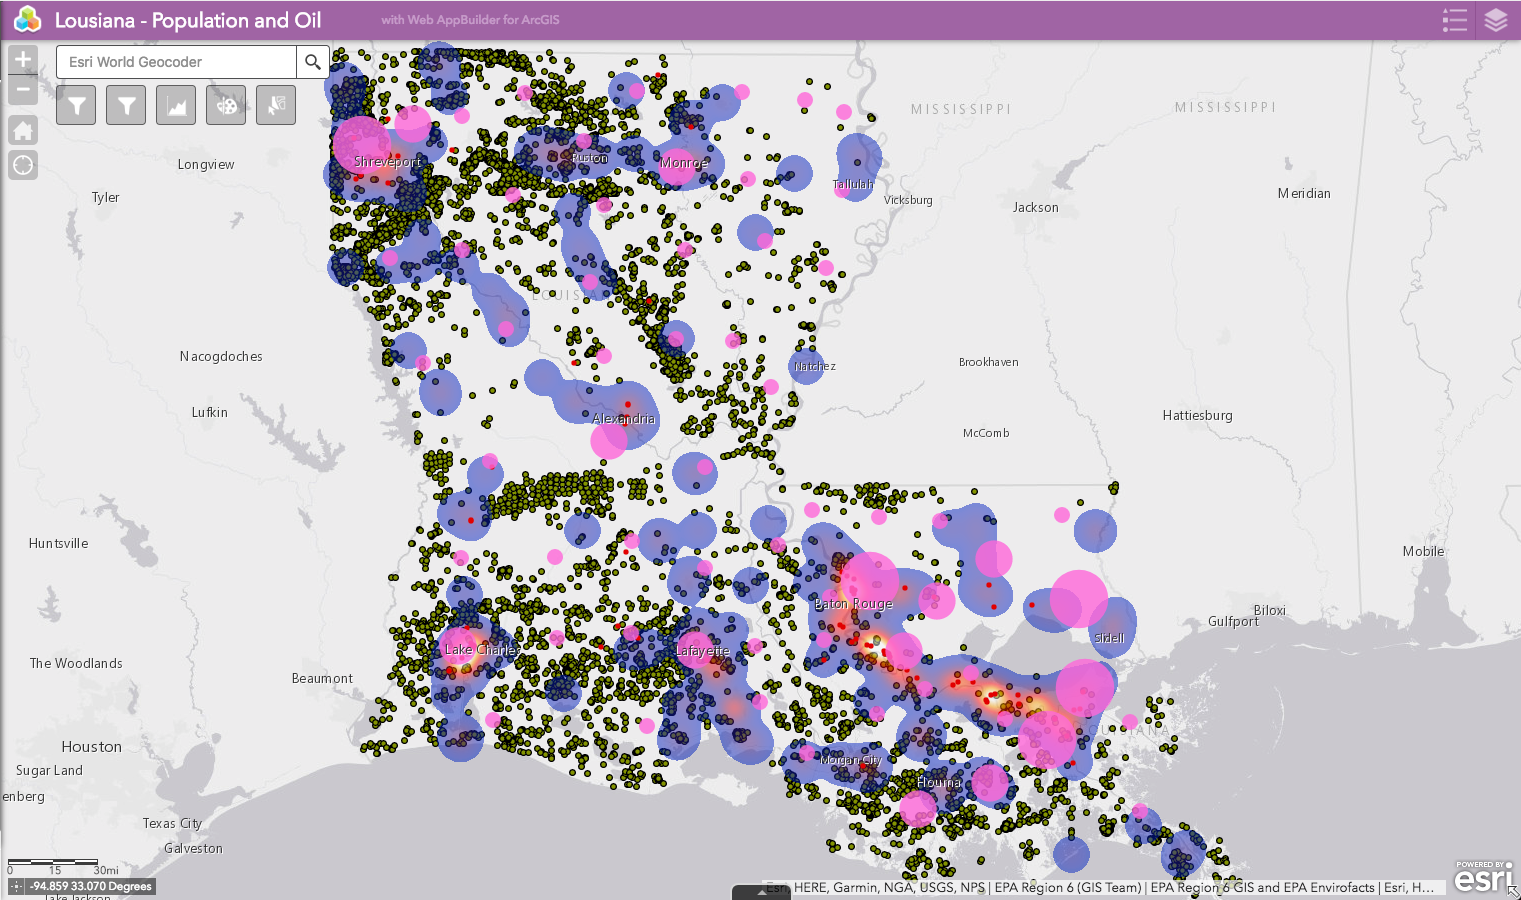 Lousiana - Population and Oil
with Web AppBuilder for ArcGIS
Esri World Geocoder
MISSISSIPPI
MISSISSIPPI
Longview
Shreveport
Ruston
Monroe
Tallulah
Vicksburg
Tyler
Jackson
Meridian
Nacogdoches
Natchez
Brookhaven
Lufkin
Alexandria
McComb
Hattiesburg
Huntsville
Mobile
Baton Rouge
Biloxi
Gulfport
Slidell
The Woodlands
Lake Charles
Lafayette
Beaumont
Houston
Sugar Land
enberg
Morgan City
Houma
Texas City
Galveston
0 15 30mi
-94.859 33.070 Degrees
Lake Jackson
Esri, HERE, Garmin, NGA, USGS, NPS | EPA Region 6 (GIS Team) | EPA Region 6 GIS and EPA Envirofacts | Esri, H...
POWERED BY
esri